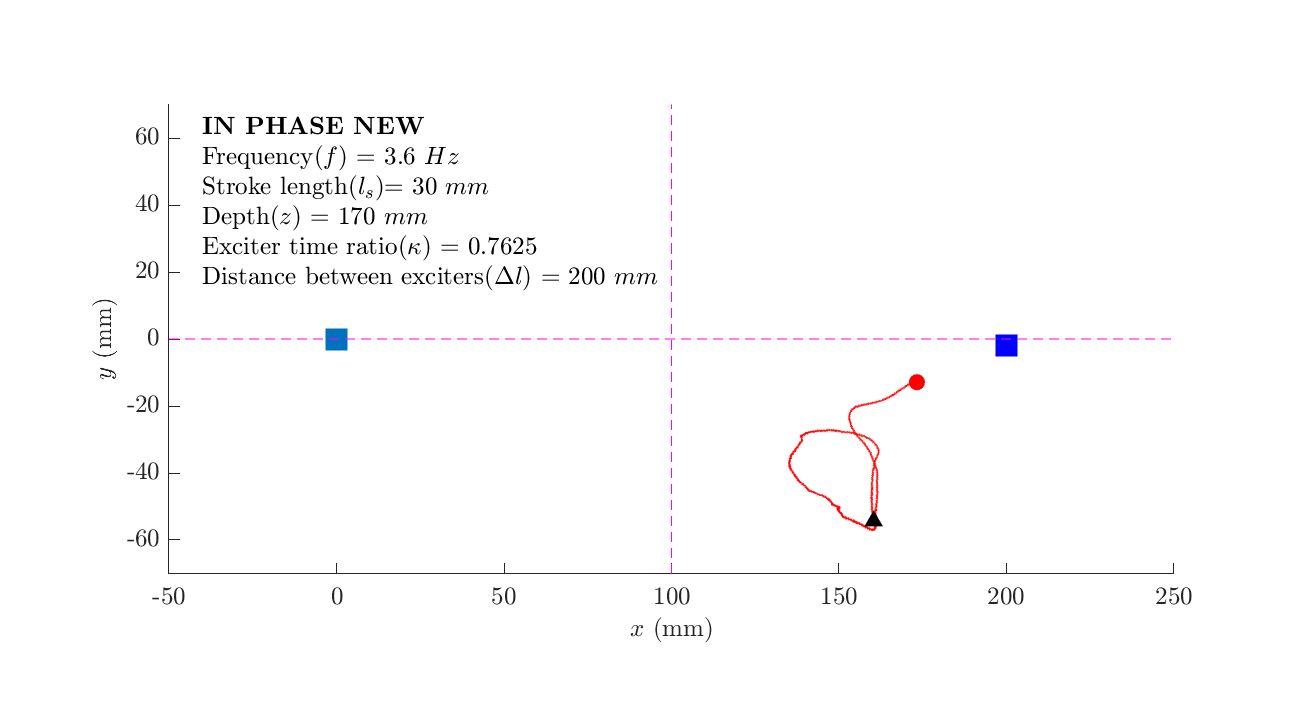 IN PHASE NEW
Frequency(f) = 3.6 Hz
Stroke length(lₛ)= 30 mm
Depth(z) = 170 mm
Exciter time ratio(κ) = 0.7625
Distance between exciters(Δl) = 200 mm
60
40
20
0
-20
-40
-60
y (mm)
-50 0 50 100 150 200 250
x (mm)